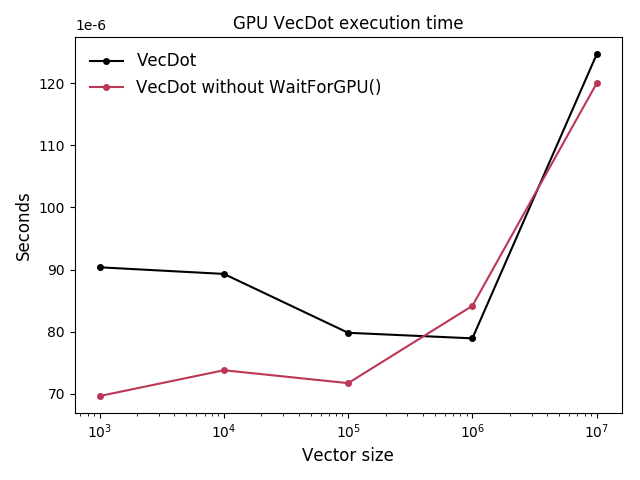 GPU VecDot execution time
1e-6
VecDot
VecDot without WaitForGPU()
120
110
100
90
80
70
Seconds
10³ 10⁴ 10⁵ 10⁶ 10⁷
Vector size